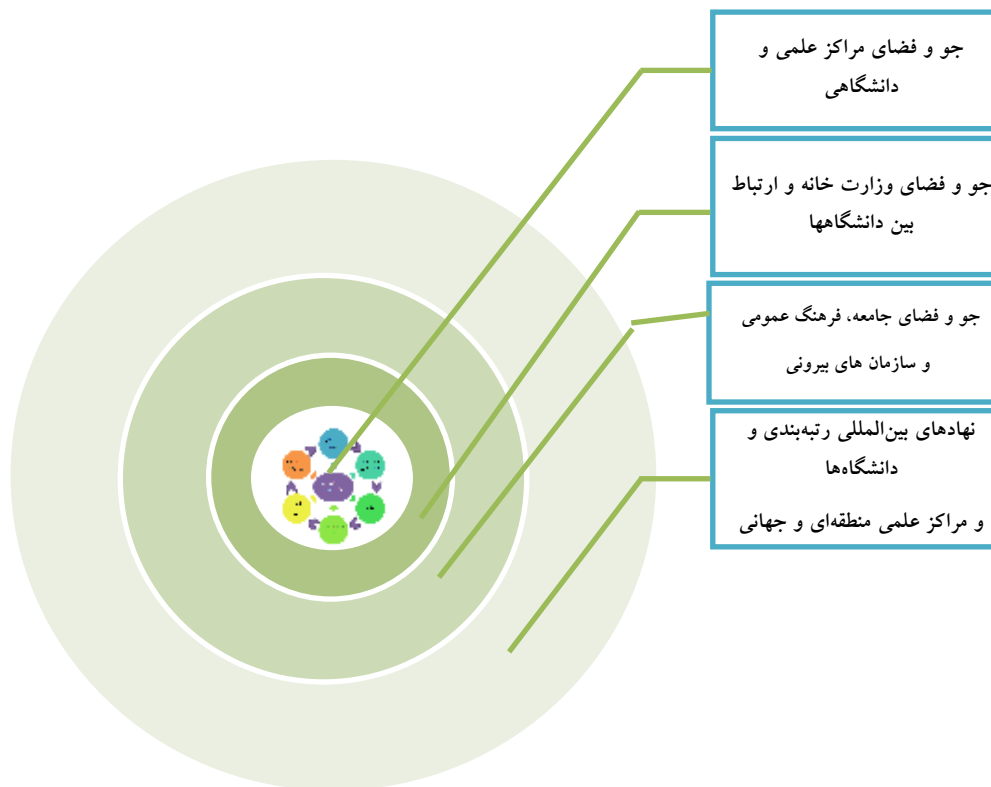 جو و فضای مراکز علمی و
دانشگاهی
جو و فضای وزارت خانه و ارتباط
بین دانشگاهها
جو و فضای جامعه، فرهنگ عمومی
و سازمان های بیرونی
نهادهای بین‌المللی رتبه‌بندی و
دانشگاه‌ها
و مراکز علمی منطقه‌ای و جهانی